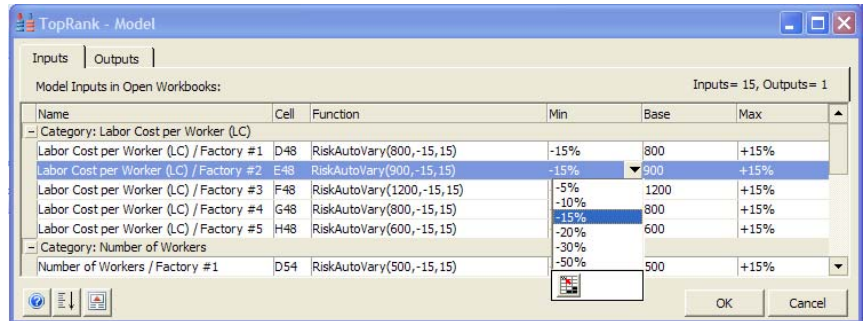 TopRank - Model
Inputs Outputs
Model Inputs in Open Workbooks: Inputs= 15, Outputs= 1
Name Cell Function Min Base Max
Category: Labor Cost per Worker (LC)
Labor Cost per Worker (LC) / Factory #1 D48 RiskAutoVary(800,-15,15) -15% 800 +15%
Labor Cost per Worker (LC) / Factory #2 E48 RiskAutoVary(900,-15,15) -15% 900 +15%
Labor Cost per Worker (LC) / Factory #3 F48 RiskAutoVary(1200,-15,15) 1200 +15%
Labor Cost per Worker (LC) / Factory #4 G48 RiskAutoVary(800,-15,15) 800 +15%
Labor Cost per Worker (LC) / Factory #5 H48 RiskAutoVary(600,-15,15) 600 +15%
Category: Number of Workers
Number of Workers / Factory #1 D54 RiskAutoVary(500,-15,15) 500 +15%
-5%
-10%
-15%
-20%
-30%
-50%
OK Cancel